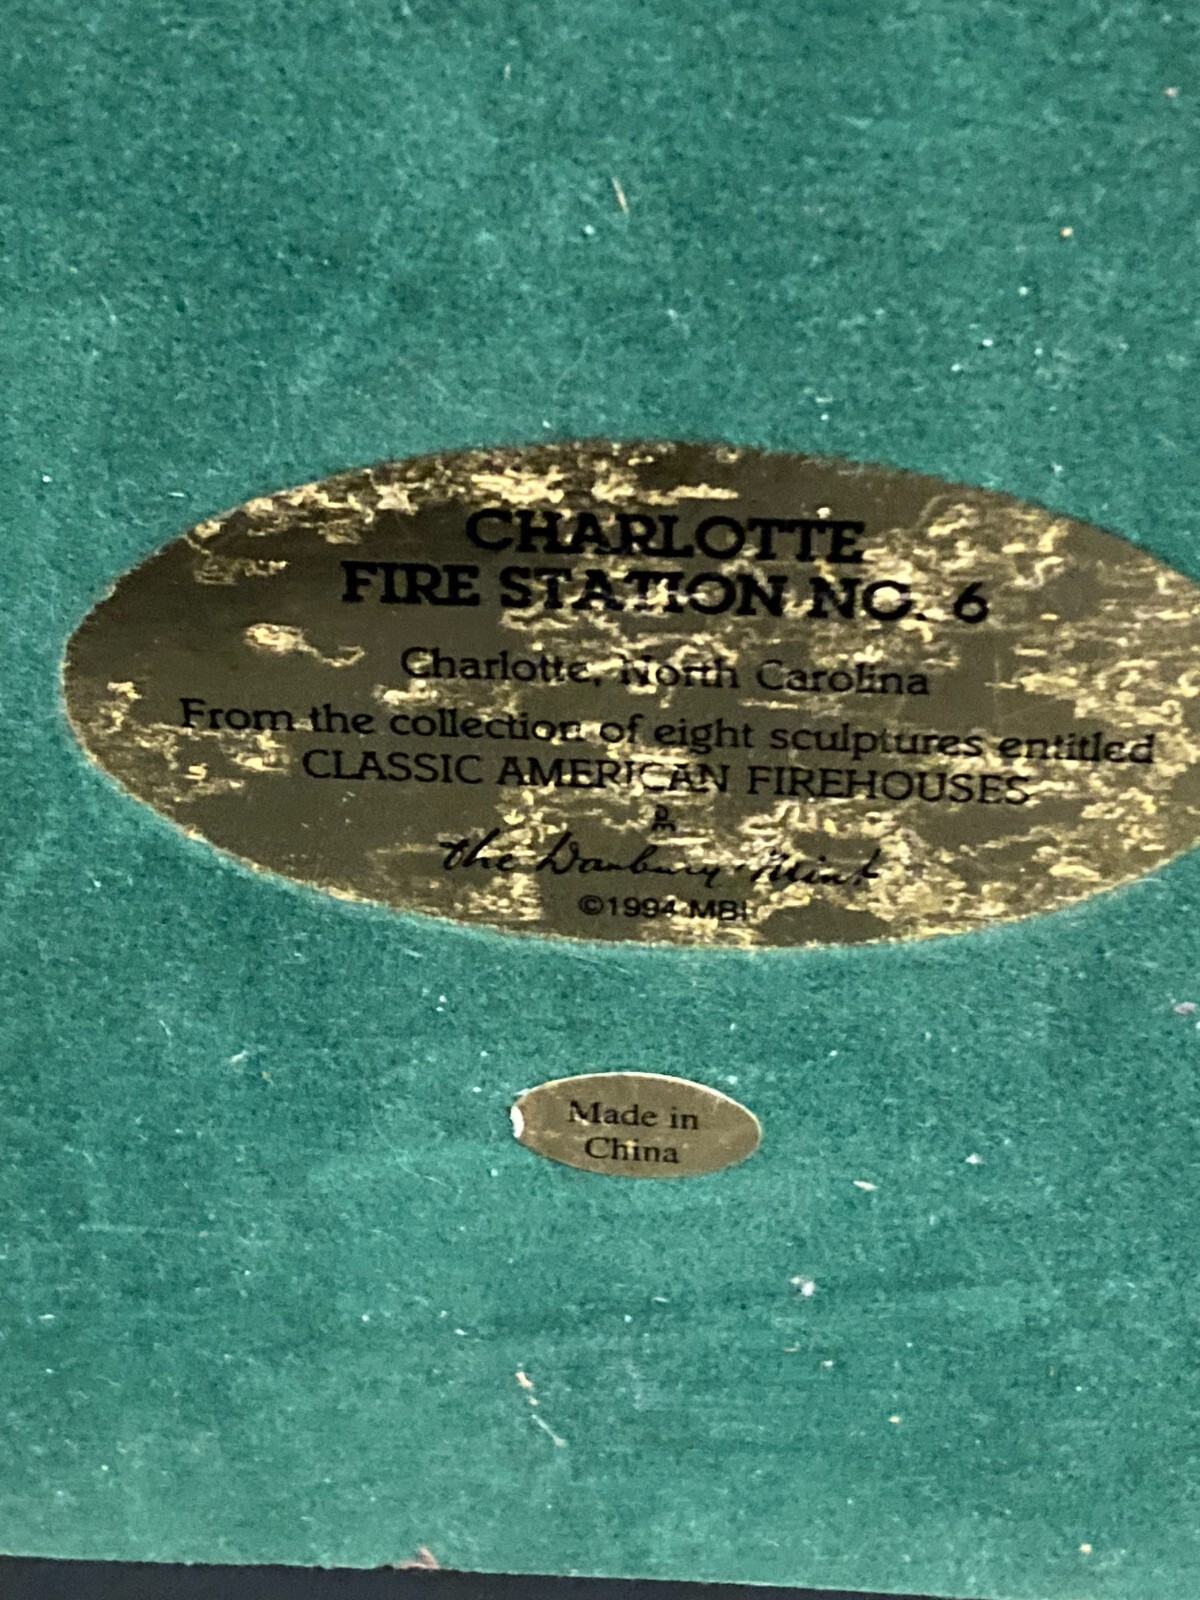 CHARLOTTE
FIRE STATION NO. 6
Charlotte, North Carolina
From the collection of eight sculptures entitled
CLASSIC AMERICAN FIREHOUSES
DM
the Danbury Mint
©1994 MBI
Made in
China